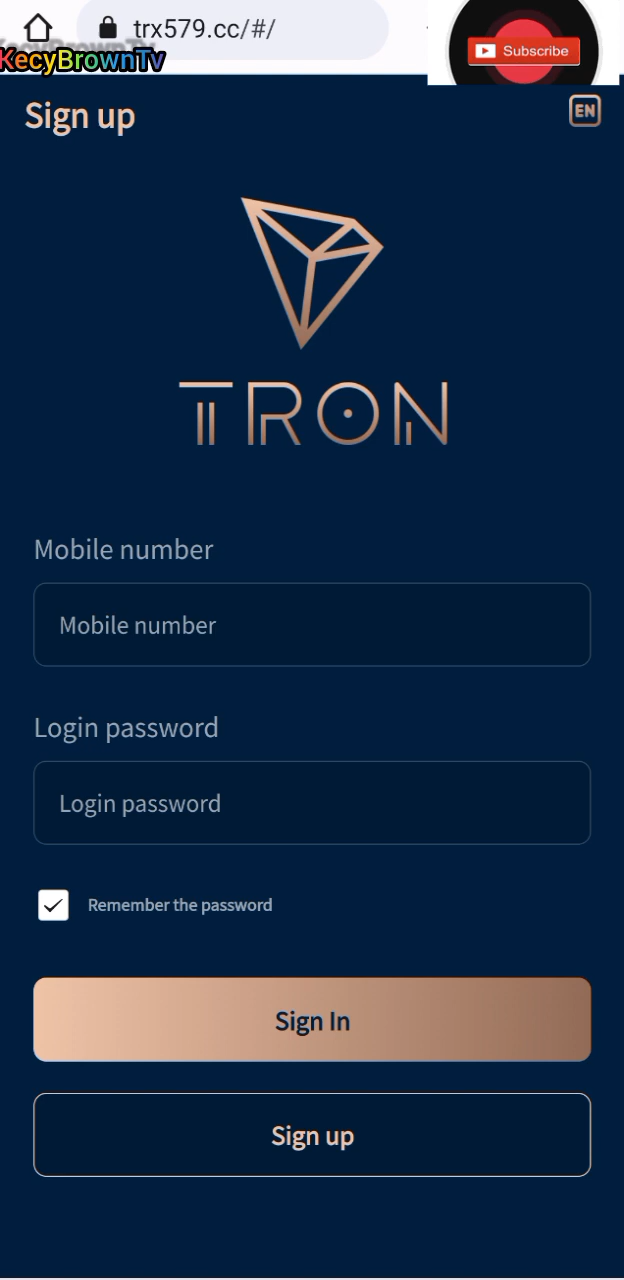 trx579.cc/#/
KecyBrownTv
Subscribe
Sign up
EN
TRON
Mobile number
Mobile number
Login password
Login password
Remember the password
Sign In
Sign up